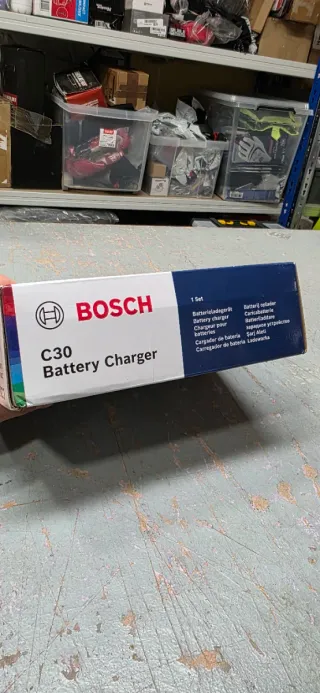 BOSCH
C30
Battery Charger
1 Set
Batterieladegerät
Battery charger
Chargeur pour
batteries
Cargador de batería
Carregador de bateria
Batterij oplader
Caricabatterie
Batteriladdare
зарядное устройство
Şarj Aleti
Ładowarka